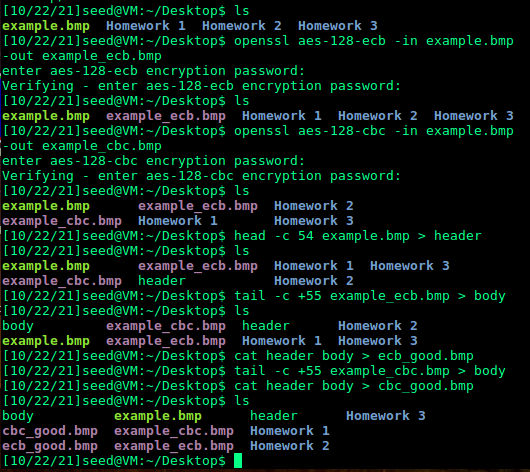 [10/22/21]seed@VM:~/Desktop$ ls
example.bmp  Homework 1  Homework 2  Homework 3
[10/22/21]seed@VM:~/Desktop$ openssl aes-128-ecb -in example.bmp
-out example_ecb.bmp
enter aes-128-ecb encryption password:
Verifying - enter aes-128-ecb encryption password:
[10/22/21]seed@VM:~/Desktop$ ls
example.bmp  example_ecb.bmp  Homework 1  Homework 2  Homework 3
[10/22/21]seed@VM:~/Desktop$ openssl aes-128-cbc -in example.bmp
-out example_cbc.bmp
enter aes-128-cbc encryption password:
Verifying - enter aes-128-cbc encryption password:
[10/22/21]seed@VM:~/Desktop$ ls
example.bmp      example_ecb.bmp  Homework 2
example_cbc.bmp  Homework 1       Homework 3
[10/22/21]seed@VM:~/Desktop$ head -c 54 example.bmp > header
[10/22/21]seed@VM:~/Desktop$ ls
example.bmp      example_ecb.bmp  Homework 1  Homework 3
example_cbc.bmp  header           Homework 2
[10/22/21]seed@VM:~/Desktop$ tail -c +55 example_ecb.bmp > body
[10/22/21]seed@VM:~/Desktop$ ls
body         example_cbc.bmp  header      Homework 2
example.bmp  example_ecb.bmp  Homework 1  Homework 3
[10/22/21]seed@VM:~/Desktop$ cat header body > ecb_good.bmp
[10/22/21]seed@VM:~/Desktop$ tail -c +55 example_cbc.bmp > body
[10/22/21]seed@VM:~/Desktop$ cat header body > cbc_good.bmp
[10/22/21]seed@VM:~/Desktop$ ls
body          example.bmp      header      Homework 3
cbc_good.bmp  example_cbc.bmp  Homework 1
ecb_good.bmp  example_ecb.bmp  Homework 2
[10/22/21]seed@VM:~/Desktop$